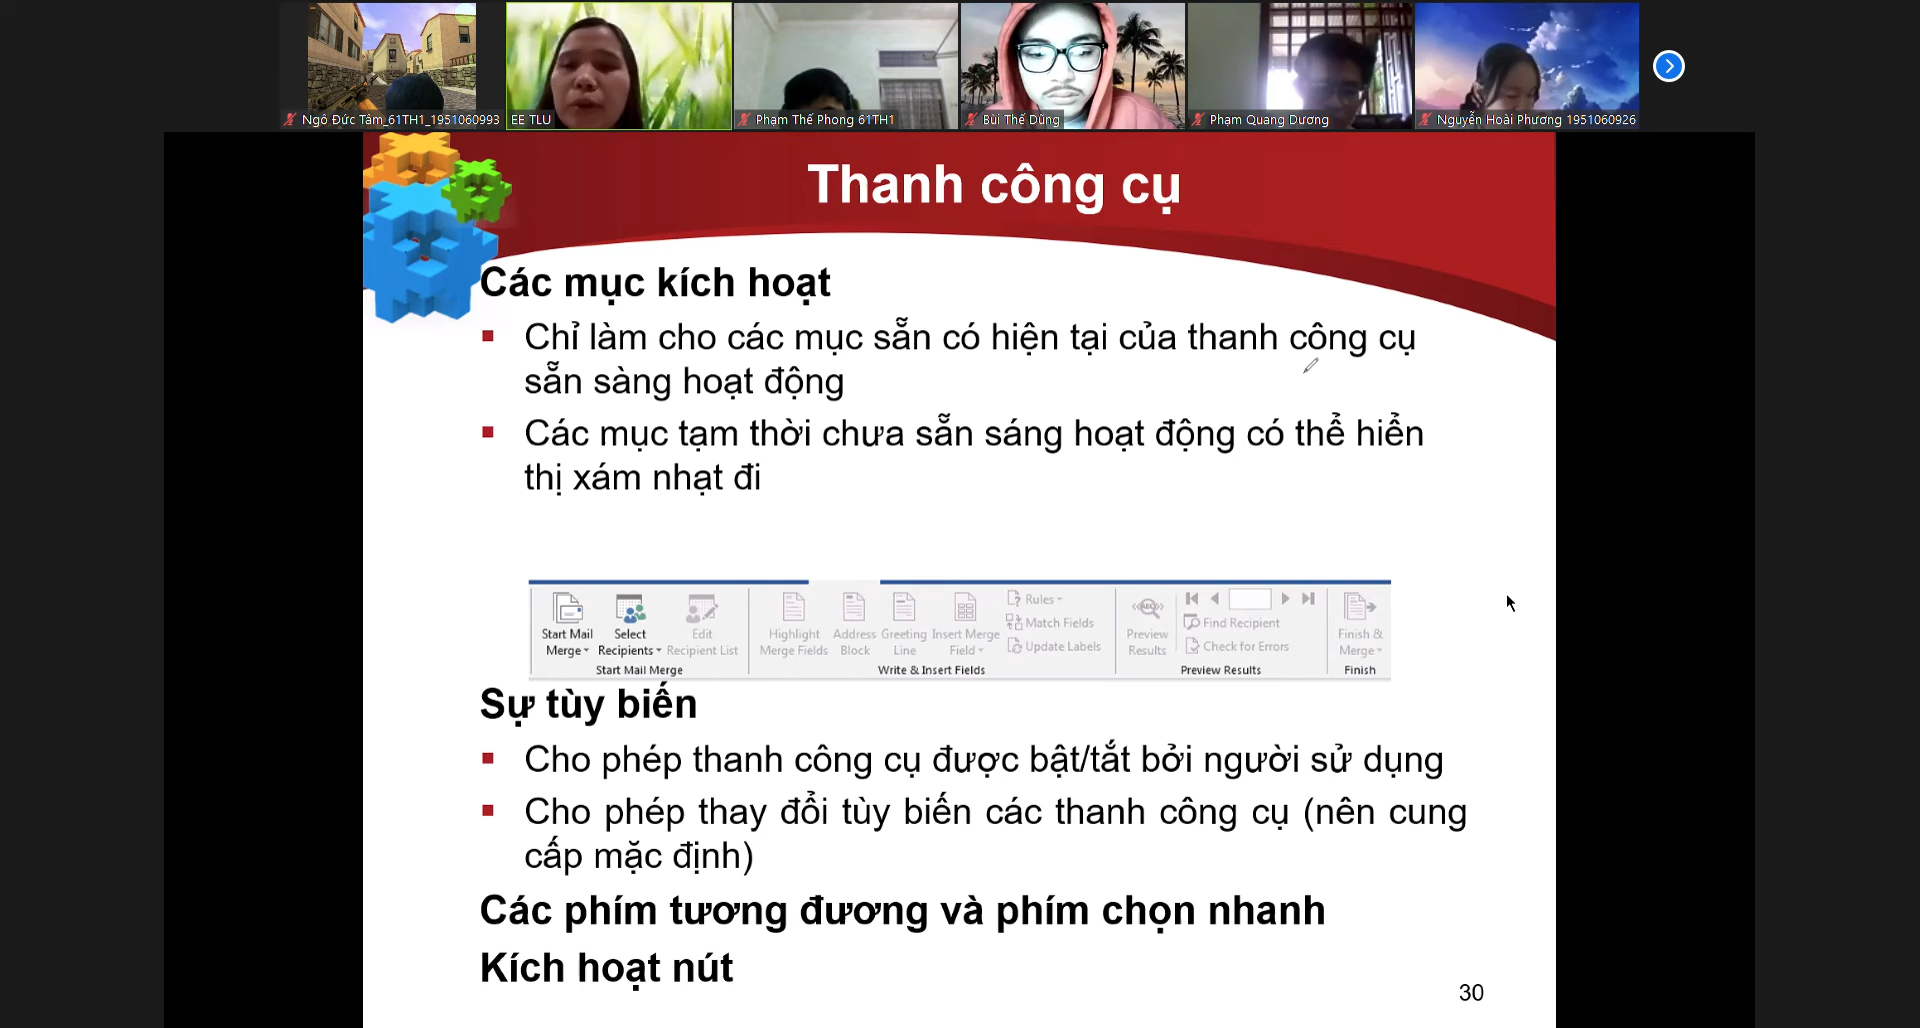 Ngô Đức Tâm_61TH1_1951060993
EE TLU
Phạm Thế Phong 61TH1
Bùi Thế Dũng
Phạm Quang Dương
Nguyễn Hoài Phương 1951060926
Thanh công cụ
Các mục kích hoạt
Chỉ làm cho các mục sẵn có hiện tại của thanh công cụ
sẵn sàng hoạt động
Các mục tạm thời chưa sẵn sáng hoạt động có thể hiển
thị xám nhạt đi
Start Mail
Merge
Select
Recipients
Edit
Recipient List
Start Mail Merge
Highlight
Merge Fields
Address
Block
Greeting
Line
Insert Merge
Field
Rules
Match Fields
Update Labels
Write & Insert Fields
ABC
Preview
Results
Find Recipient
Check for Errors
Preview Results
Finish &
Merge
Finish
Sự tùy biến
Cho phép thanh công cụ được bật/tắt bởi người sử dụng
Cho phép thay đổi tùy biến các thanh công cụ (nên cung
cấp mặc định)
Các phím tương đương và phím chọn nhanh
Kích hoạt nút
30